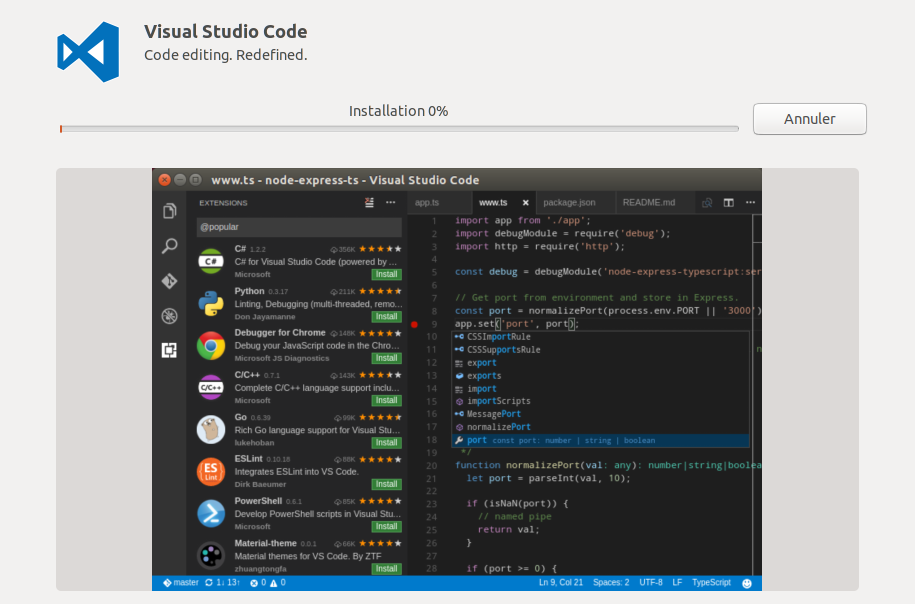 Visual Studio Code
Code editing. Redefined.
Installation 0%
Annuler
www.ts - node-express-ts - Visual Studio Code
EXTENSIONS
@popular
C# 1.2.2 356K
C# for Visual Studio Code (powered by ...
Microsoft Install
Python 0.3.17 211K
Linting, Debugging (multi-threaded, remo...
Don Jayamanne Install
Debugger for Chrome 148K
Debug your JavaScript code in the Chro...
Microsoft JS Diagnostics Install
C/C++ 0.7.1 143K
Complete C/C++ language support inclu...
Microsoft Install
Go 0.6.39 99K
Rich Go language support for Visual Stu...
lukehoban Install
ESLint 0.10.18 88K
Integrates ESLint into VS Code.
Dirk Baeumer Install
PowerShell 0.6.1 85K
Develop PowerShell scripts in Visual Stu...
Microsoft Install
Material-theme 0.0.1 66K
Material themes for VS Code. By ZTF
zhuangtongfa Install
app.ts www.ts package.json README.md
1 import app from './app';
2 import debugModule = require('debug');
3 import http = require('http');
4
5 const debug = debugModule('node-express-typescript:ser
6
7 // Get port from environment and store in Express.
8 const port = normalizePort(process.env.PORT || '3000')
9 app.set('port', port);
10 CSSImportRule
11 CSSSupportsRule
12 export
13 exports
14 import
15 importScripts
16 MessagePort
17 normalizePort
18 port const port: number | string | boolean
19 */
20 function normalizePort(val: any): number|string|boolea
21 let port = parseInt(val, 10);
22
23 if (isNaN(port)) {
24 // named pipe
25 return val;
26 }
27
28 if (port >= 0) {
master 1↓ 13↑ 0 0 Ln 9, Col 21 Spaces: 2 UTF-8 LF TypeScript